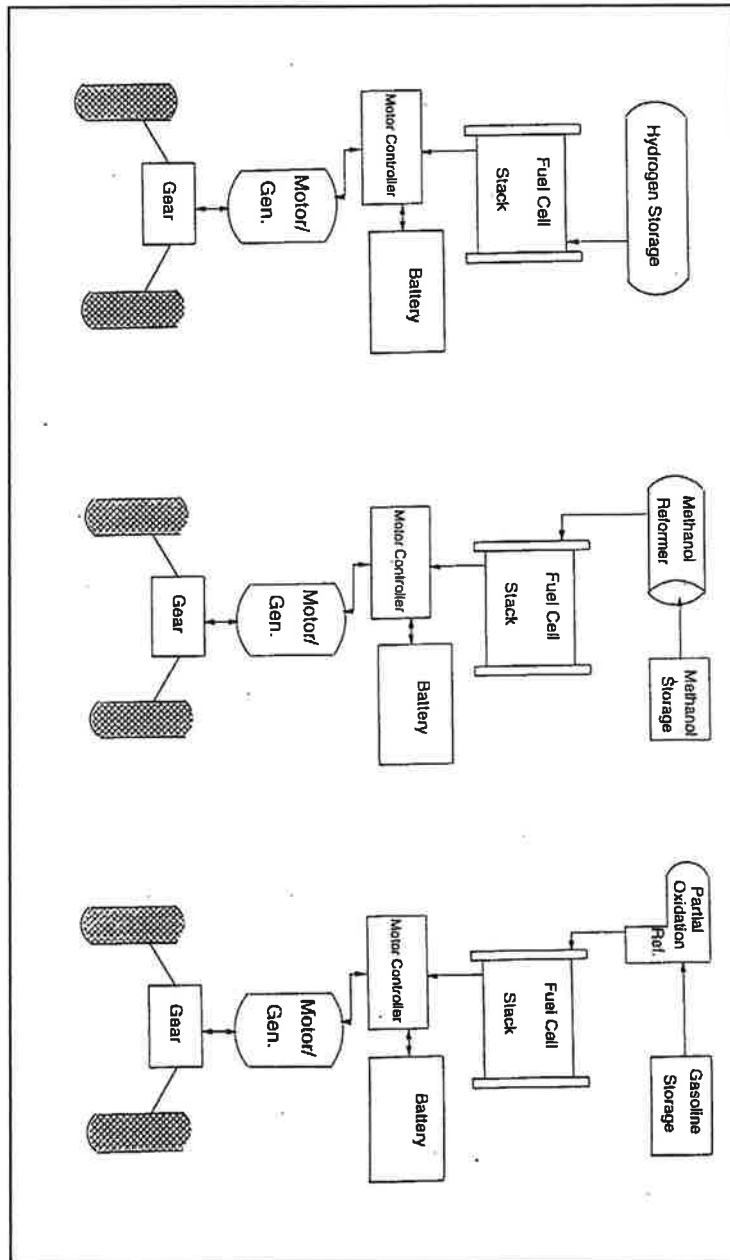 Hydrogen Storage
Fuel Cell
Stack
Motor Controller
Battery
Motor/
Gen.
Gear
Methanol
Reformer
Methanol
Storage
Fuel Cell
Stack
Motor Controller
Battery
Motor/
Gen.
Gear
Partial
Oxidation
Ref.
Gasoline
Storage
Fuel Cell
Stack
Motor Controller
Battery
Motor/
Gen.
Gear